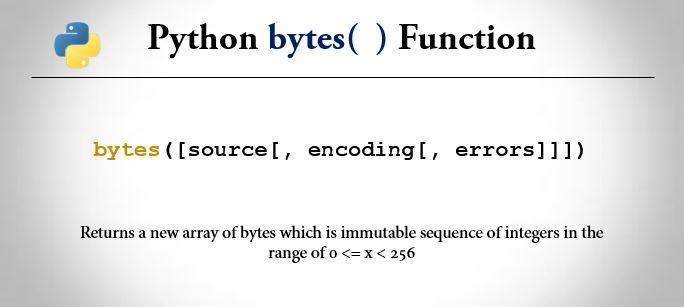 Python bytes( ) Function
bytes([source[, encoding[, errors]]])
Returns a new array of bytes which is immutable sequence of integers in the
range of 0 <= x < 256